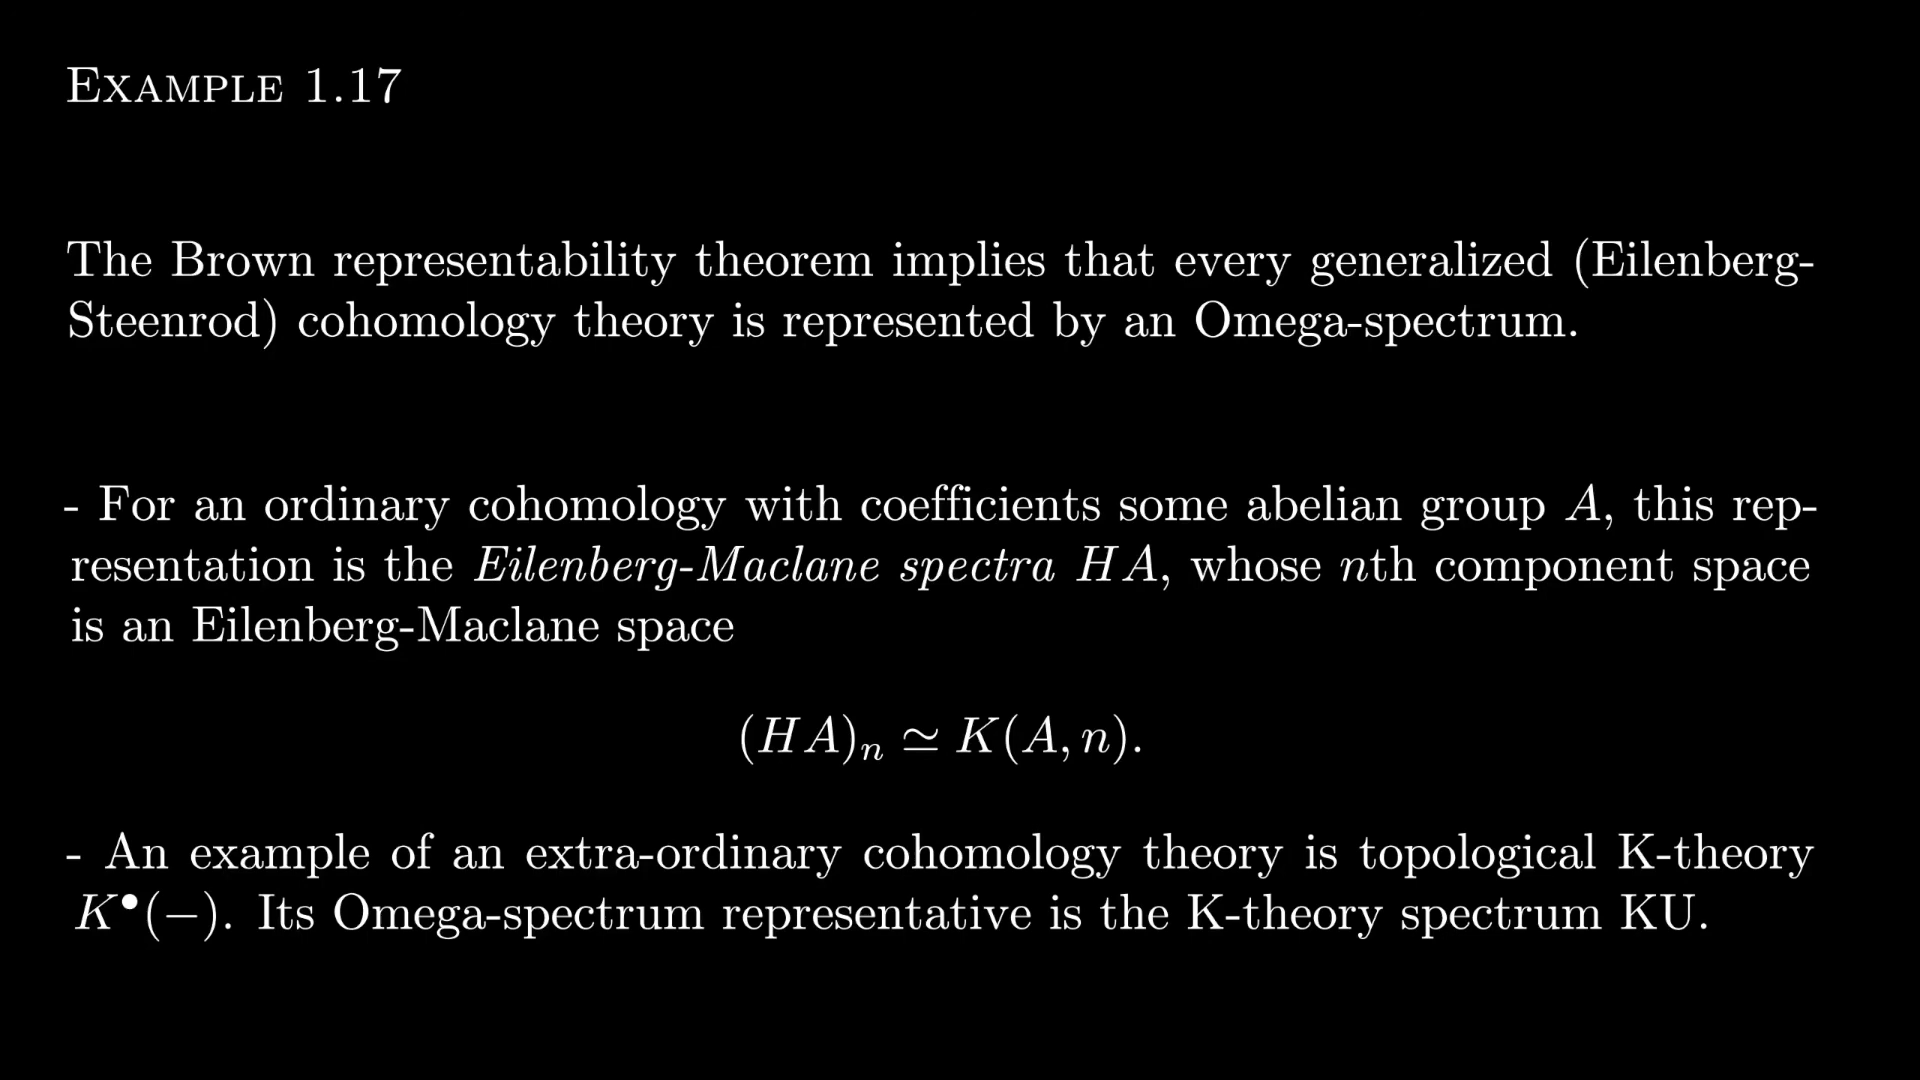 EXAMPLE 1.17
The Brown representability theorem implies that every generalized (Eilenberg-
Steenrod) cohomology theory is represented by an Omega-spectrum.
- For an ordinary cohomology with coefficients some abelian group A, this rep-
resentation is the Eilenberg-Maclane spectra HA, whose nth component space
is an Eilenberg-Maclane space
(HA)ₙ ≃ K(A, n).
- An example of an extra-ordinary cohomology theory is topological K-theory
K•(−). Its Omega-spectrum representative is the K-theory spectrum KU.